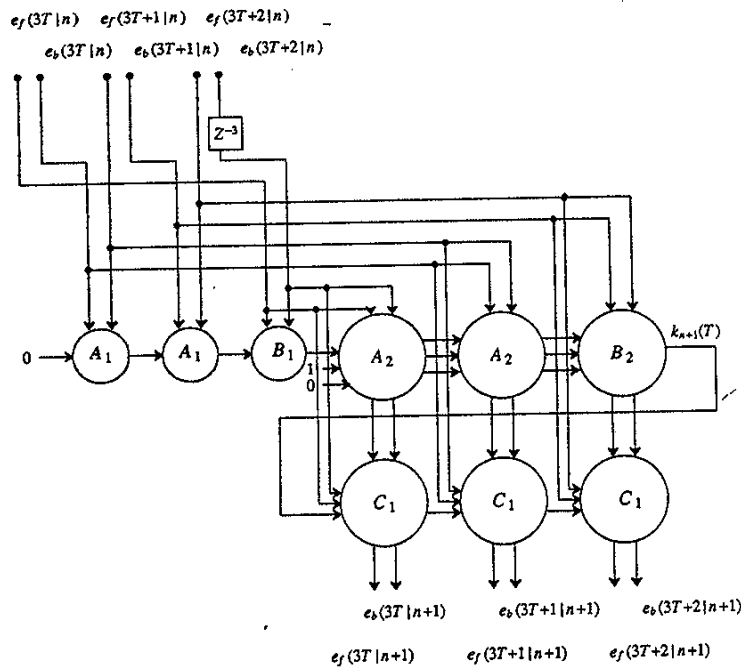 e_f(3T|n) e_f(3T+1|n) e_f(3T+2|n)
e_b(3T|n) e_b(3T+1|n) e_b(3T+2|n)
Z^{-3}
k_{n+1}(T)
0 A_1 A_1 B_1 A_2 A_2 B_2
1
0
C_1 C_1 C_1
e_b(3T|n+1) e_b(3T+1|n+1) e_b(3T+2|n+1)
e_f(3T|n+1) e_f(3T+1|n+1) e_f(3T+2|n+1)